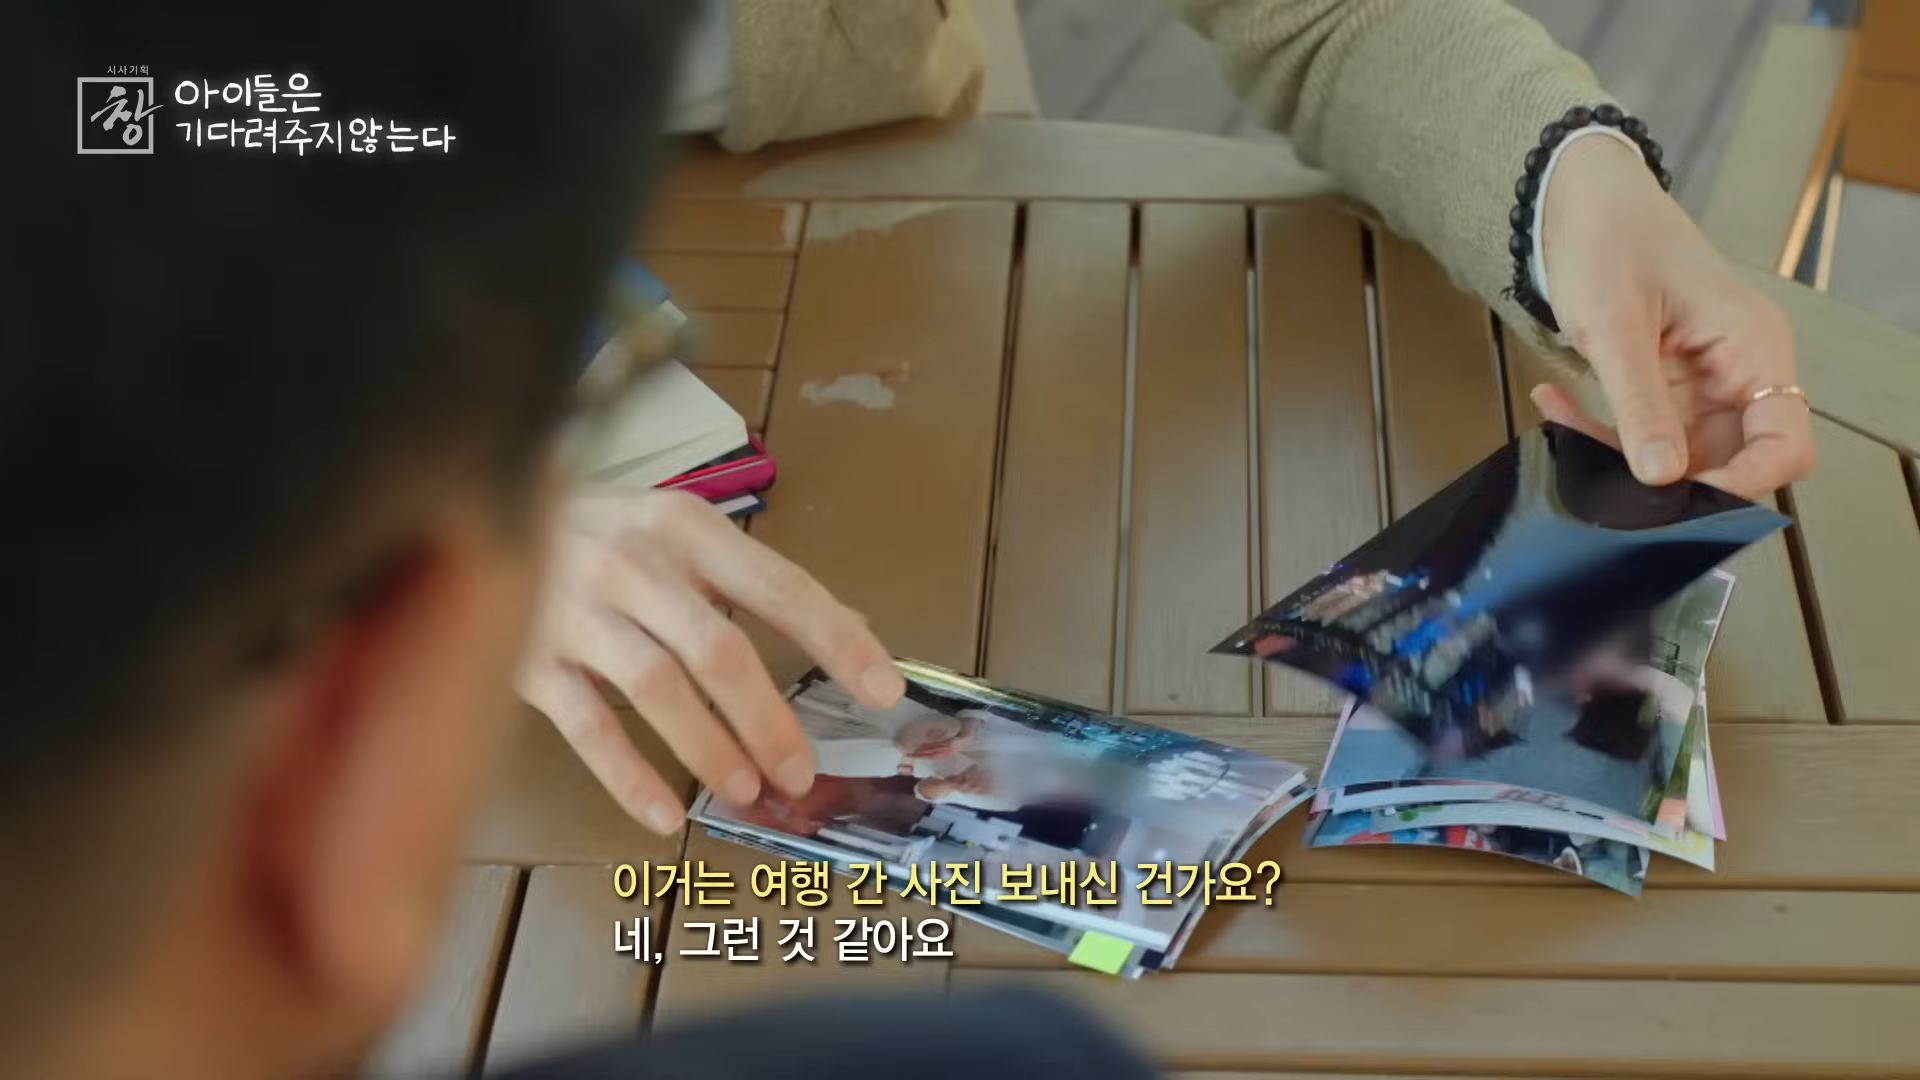 시사기획
창
아이들은
기다려주지않는다
이거는 여행 간 사진 보내신 건가요?
네, 그런 것 같아요